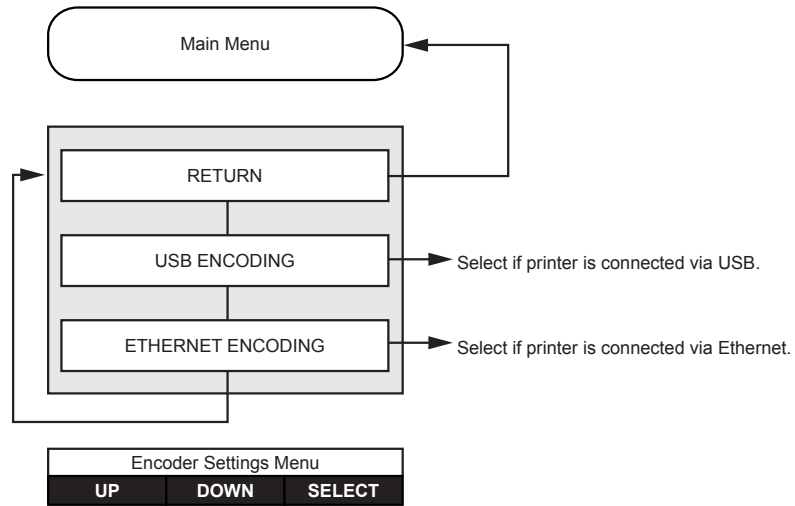 Main Menu
RETURN
USB ENCODING
Select if printer is connected via USB.
ETHERNET ENCODING
Select if printer is connected via Ethernet.
Encoder Settings Menu
UP DOWN SELECT